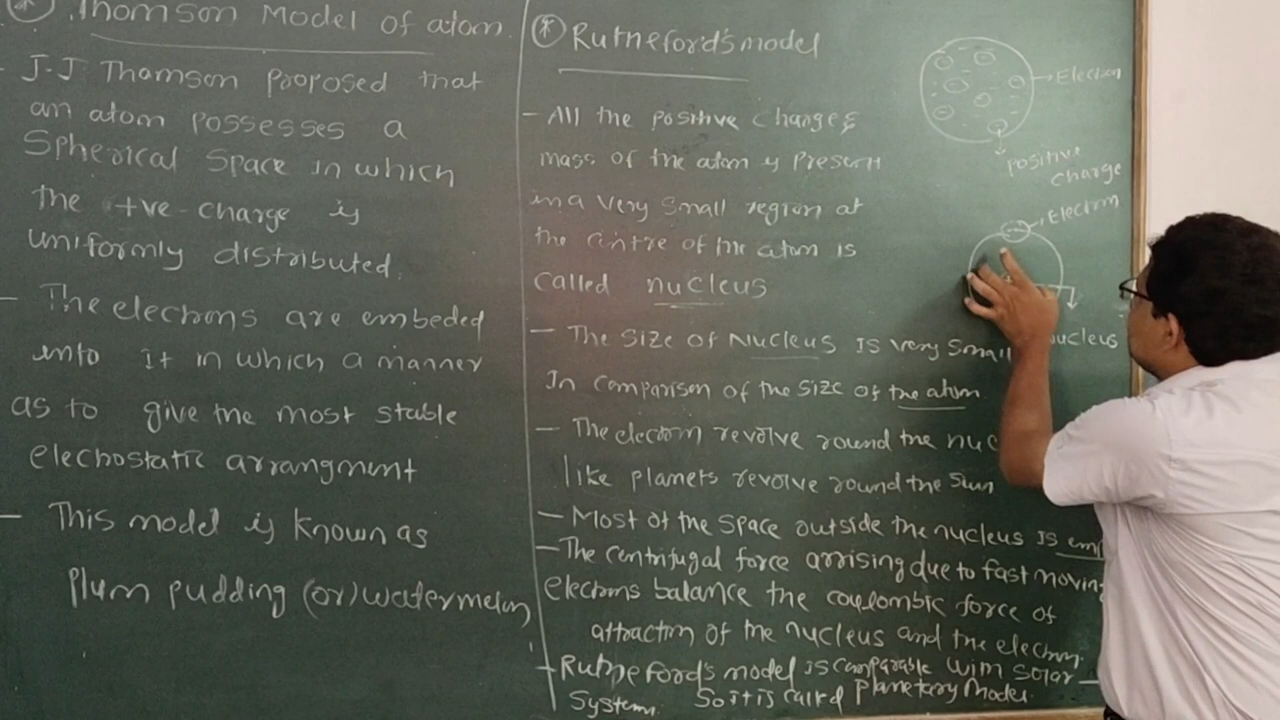 Thomson Model of atom.
- J.J Thamson proposed that
an atom possesses a
Spherical Space in which
the +ve charge is
uniformly distributed.
- The elecrons are embeded
into it in which a manner
as to give the most stable
elechostatic arrangment
- This model is known as
Plum pudding (or) watermelon
* Rutheford's model
- All the positive charge &
mass of the atom is Present
in a very small region at
the centre of the atom is
called nucleus
- The size of Nucleus is very small
In comparison of the size of the atom
- The electron revolve round the nuc
like planets revolve round the Sun
- Most of the space outside the nucleus is emp
- The centrifugal force arrising due to fast moving
electrons balance the coulombic force of
attraction of the nucleus and the electron.
- Rutheford's model is comparable with solar -
System. So it is called planetary Model.
Electron
positive
charge
Electron
nucleus